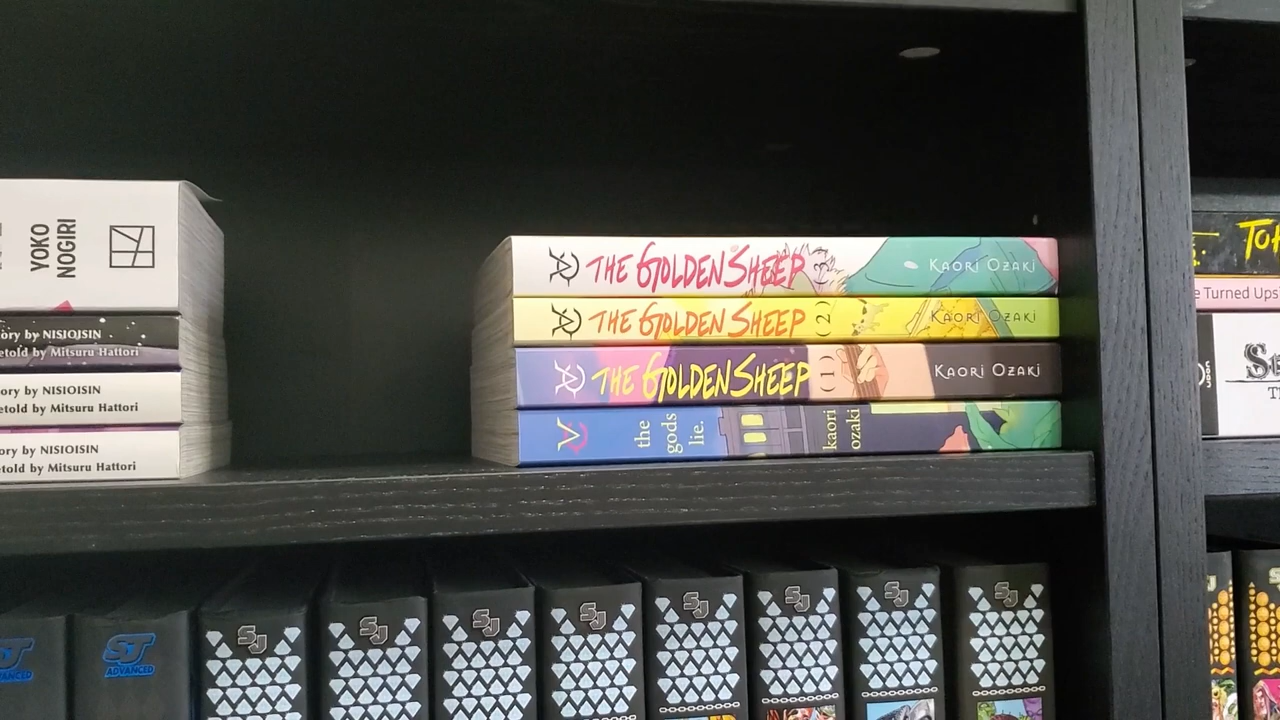 YOKO
NOGIRI
ory by NISIOISIN
etold by Mitsuru Hattori
ory by NISIOISIN
etold by Mitsuru Hattori
ory by NISIOISIN
etold by Mitsuru Hattori
THE GOLDEN SHEEP (3) KAORI OZAKI
THE GOLDEN SHEEP (2) KAORI OZAKI
THE GOLDEN SHEEP (1) KAORI OZAKI
the
gods
lie.
kaori
ozaki
e Turned Ups
UDON
SJ
ADVANCED
SJ
ADVANCED
SJ
SJ
SJ
SJ
SJ
SJ
SJ
SJ